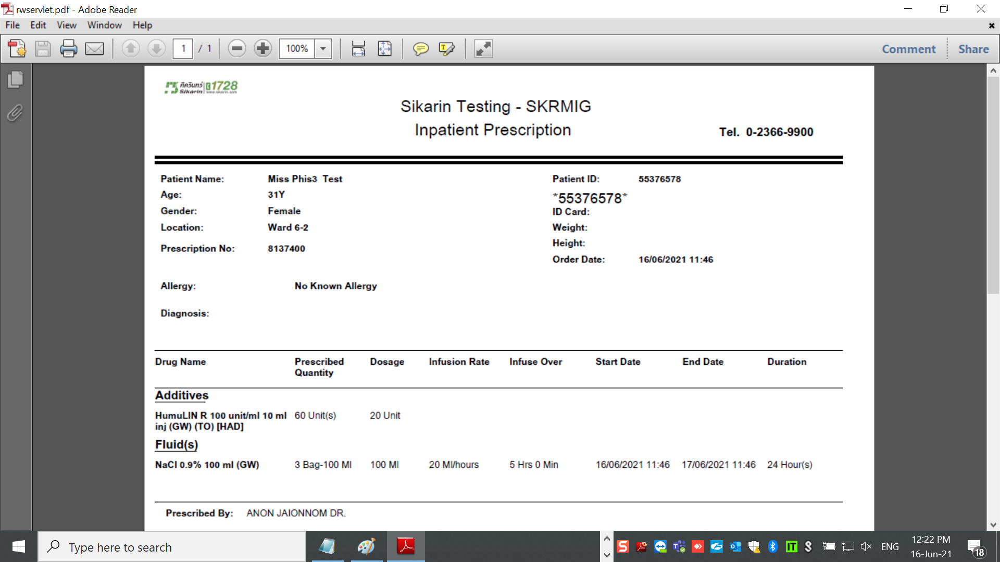 rwservlet.pdf - Adobe Reader
File Edit View Window Help
1 / 1 100% Comment Share
ศิครินทร์ 1728
Sikarin www.sikarin.com
Sikarin Testing - SKRMIG
Inpatient Prescription
Tel. 0-2366-9900
Patient Name: Miss Phis3 Test Patient ID: 55376578
Age: 31Y *55376578*
Gender: Female ID Card:
Location: Ward 6-2 Weight:
Height:
Prescription No: 8137400
Order Date: 16/06/2021 11:46
Allergy: No Known Allergy
Diagnosis:
Drug Name Prescribed Quantity Dosage Infusion Rate Infuse Over Start Date End Date Duration
Additives
HumuLIN R 100 unit/ml 10 ml 60 Unit(s) 20 Unit
inj (GW) (TO) [HAD]
Fluid(s)
NaCl 0.9% 100 ml (GW) 3 Bag-100 Ml 100 Ml 20 Ml/hours 5 Hrs 0 Min 16/06/2021 11:46 17/06/2021 11:46 24 Hour(s)
Prescribed By: ANON JAIONNOM DR.
Type here to search
ENG
12:22 PM
16-Jun-21
18